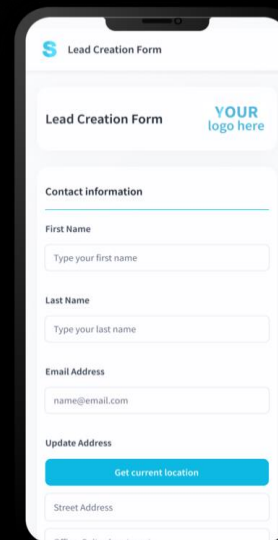 S Lead Creation Form
Lead Creation Form
YOUR
logo here
Contact information
First Name
Type your first name
Last Name
Type your last name
Email Address
name@email.com
Update Address
Get current location
Street Address